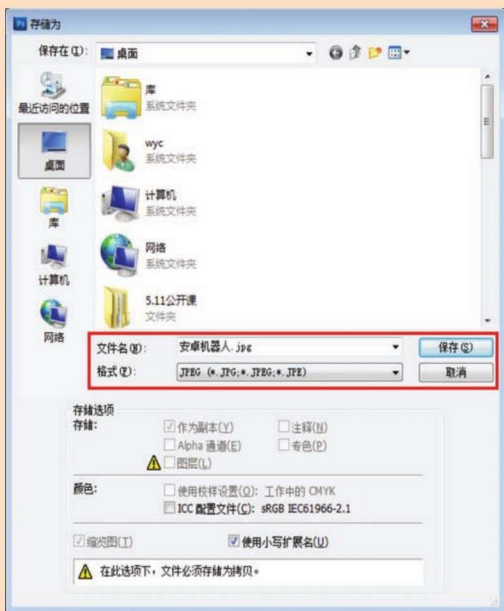 Ps 存储为
保存在(I): 桌面
最近访问的位置
桌面
库
计算机
网络
库
系统文件夹
wyc
系统文件夹
计算机
系统文件夹
网络
系统文件夹
5.11公开课
文件夹
文件名(N): 安卓机器人.jpg 保存(S)
格式(F): JPEG (*.JPG;*.JPEG;*.JPE) 取消
存储选项
存储: 作为副本(Y) 注释(N)
Alpha 通道(E) 专色(P)
图层(L)
颜色: 使用校样设置(O): 工作中的 CMYK
ICC 配置文件(C): sRGB IEC61966-2.1
缩览图(T) 使用小写扩展名(U)
在此选项下，文件必须存储为拷贝。